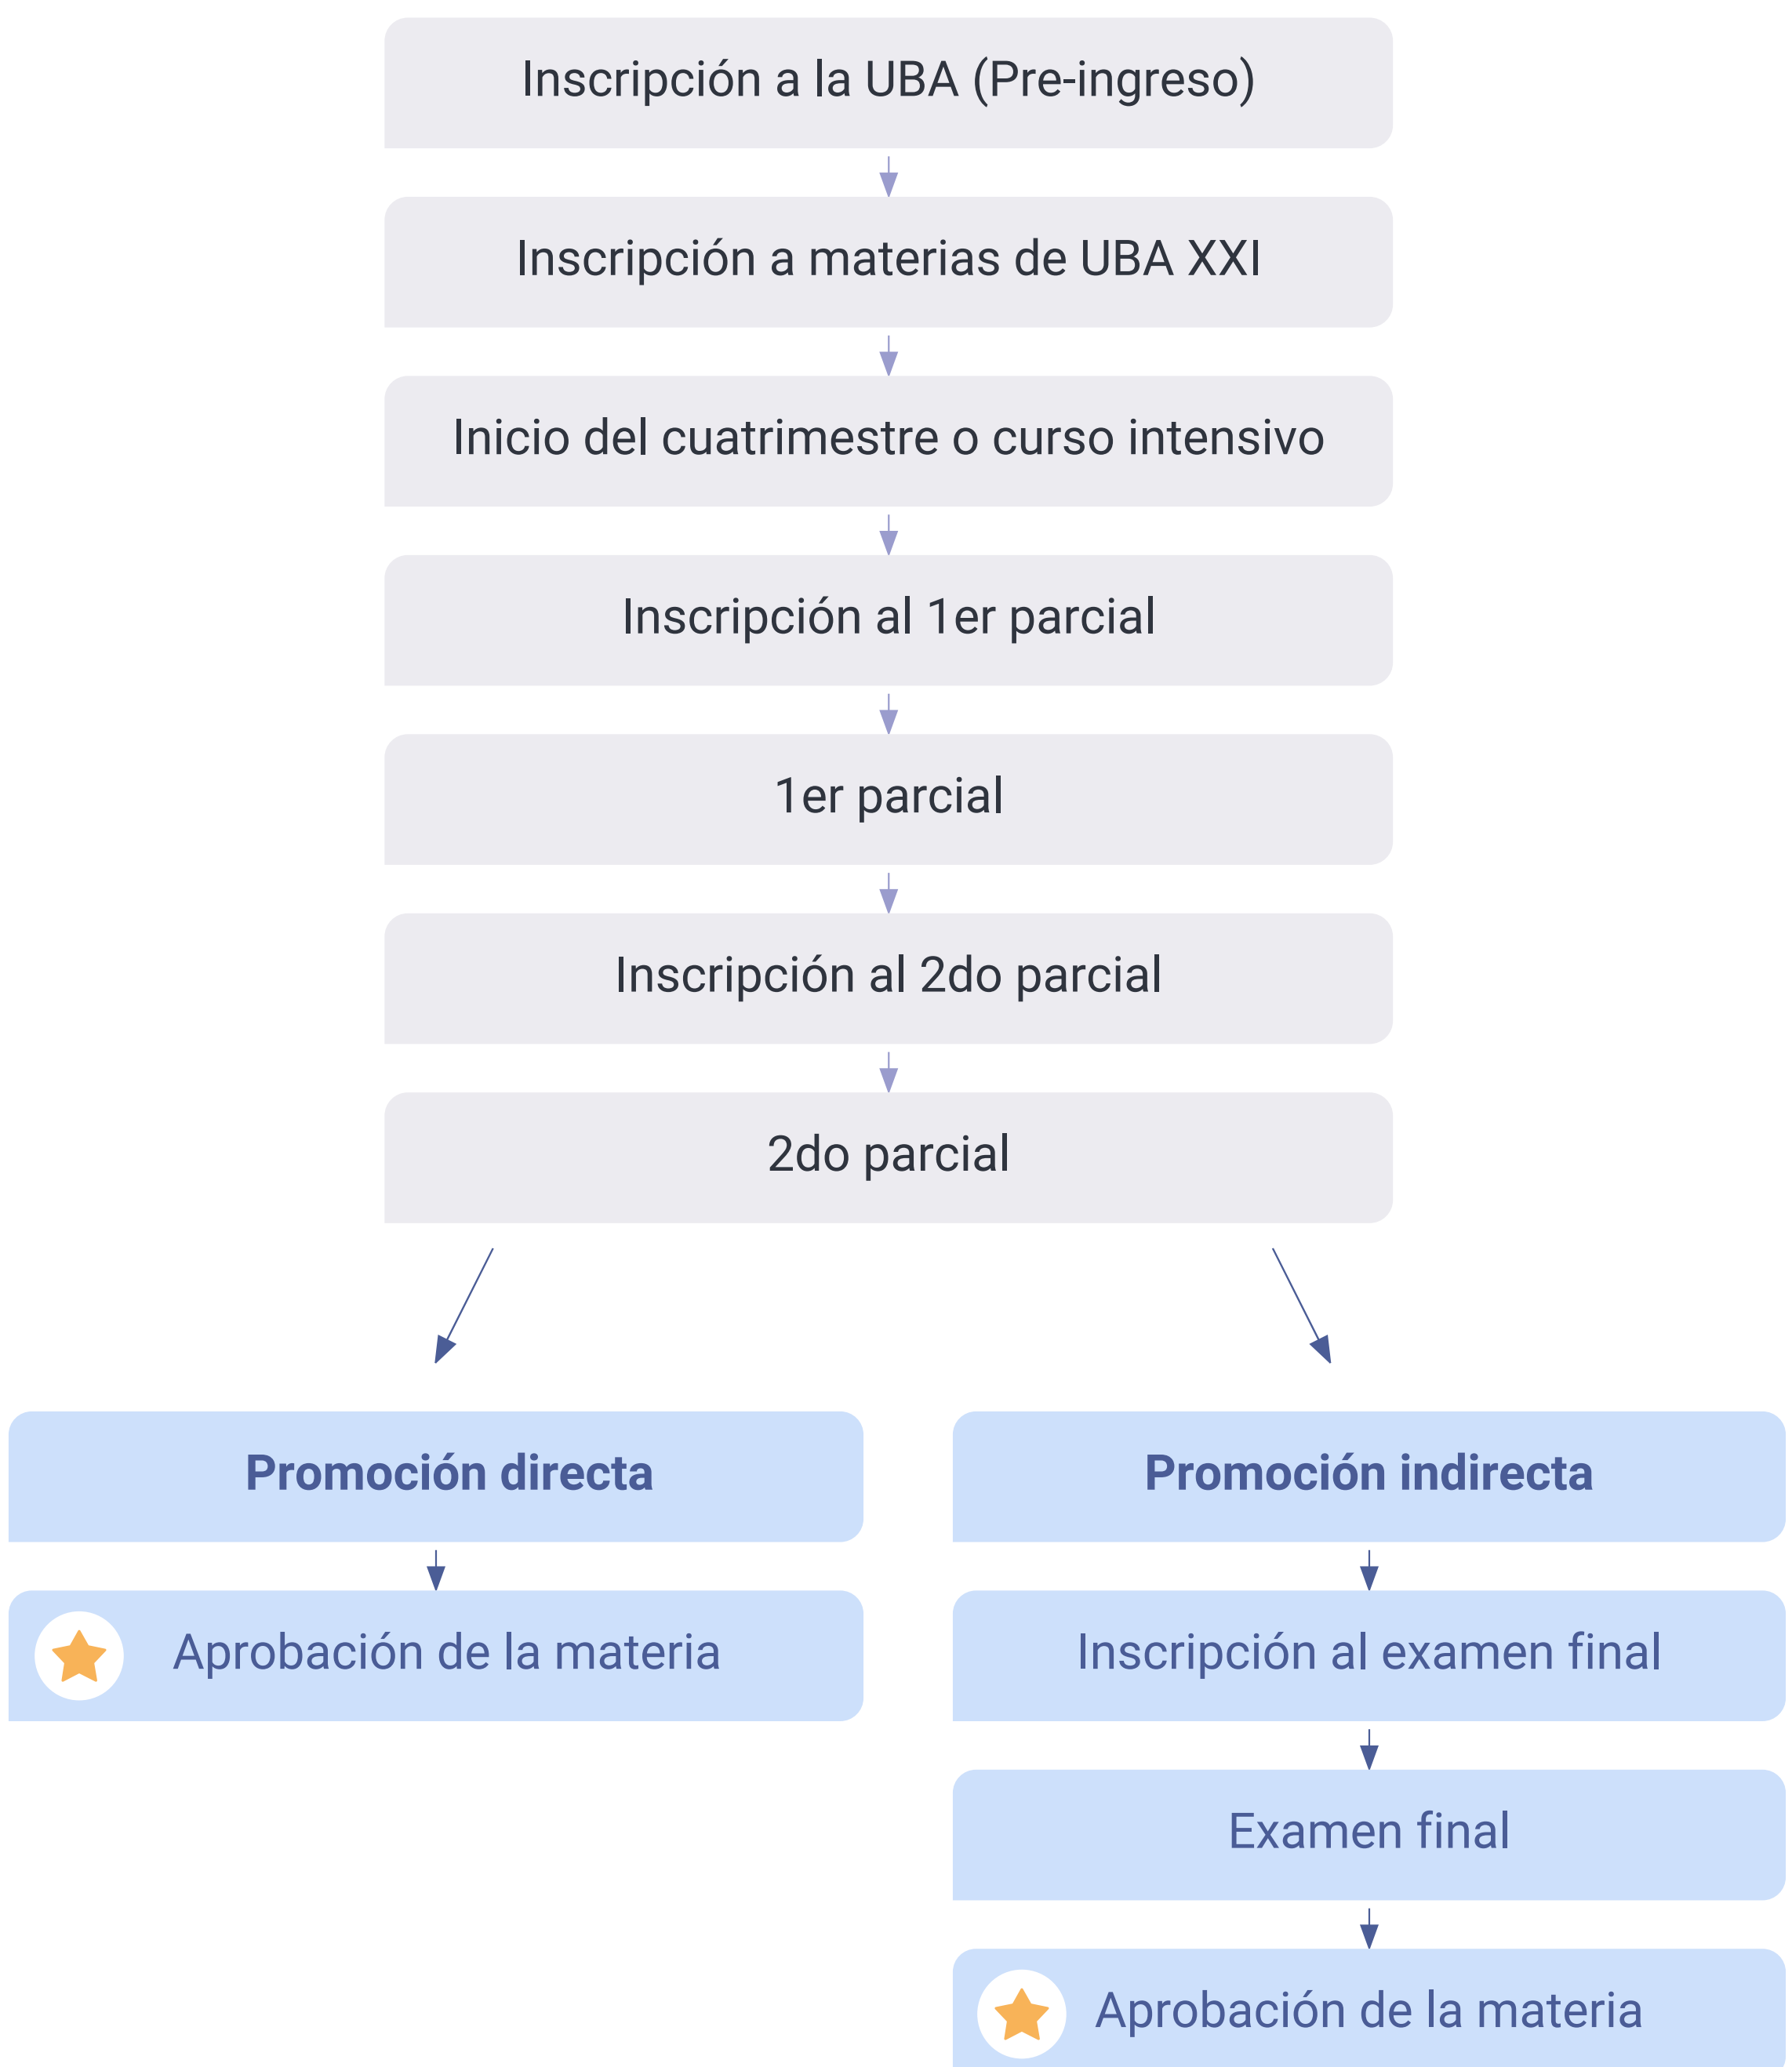 Inscripción a la UBA (Pre-ingreso)
Inscripción a materias de UBA XXI
Inicio del cuatrimestre o curso intensivo
Inscripción al 1er parcial
1er parcial
Inscripción al 2do parcial
2do parcial
Promoción directa
Aprobación de la materia
Promoción indirecta
Inscripción al examen final
Examen final
Aprobación de la materia